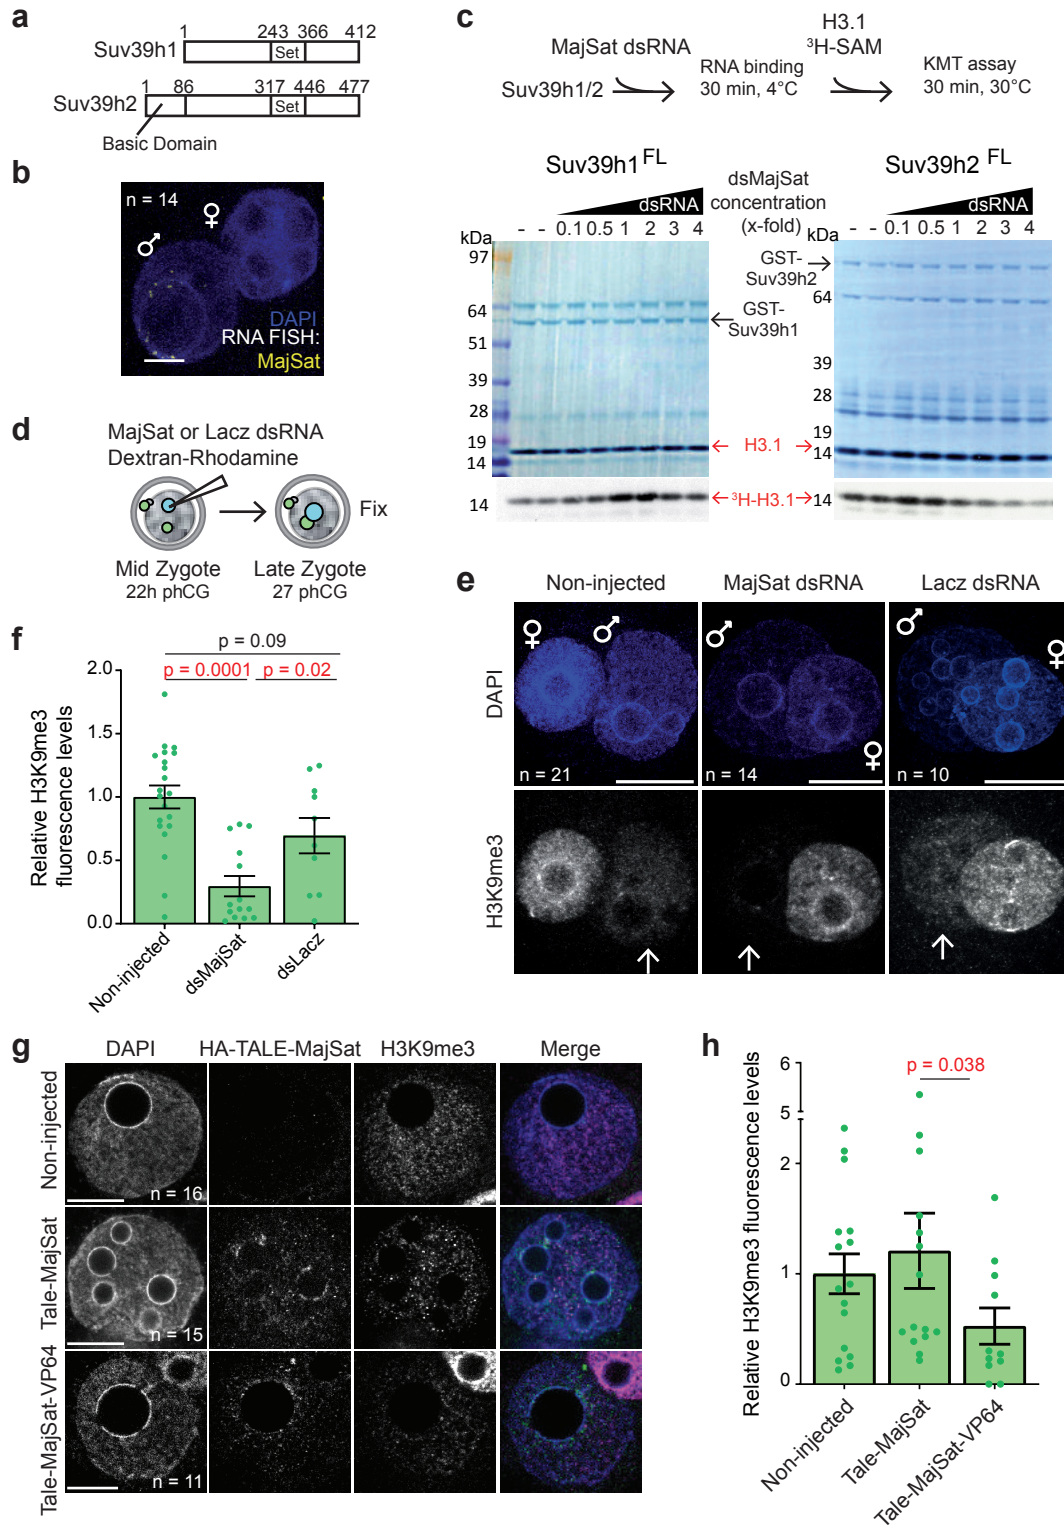 a
1 243 366 412
Suv39h1 Set
1 86 317 446 477
Suv39h2 Set
Basic Domain
b
n = 14
♀
♂
DAPI
RNA FISH:
MajSat
c
H3.1
MajSat dsRNA ³H-SAM
Suv39h1/2
RNA binding
30 min, 4°C
KMT assay
30 min, 30°C
Suv39h1 FL
dsRNA
- - 0.1 0.5 1 2 3 4
kDa
97
64
51
39
28
19
14
14
dsMajSat
concentration
(x-fold)
GST-
Suv39h2
GST-
Suv39h1
H3.1
³H-H3.1
Suv39h2 FL
dsRNA
- - 0.1 0.5 1 2 3 4
kDa
64
39
28
19
14
14
d
MajSat or Lacz dsRNA
Dextran-Rhodamine
Fix
Mid Zygote
22h phCG
Late Zygote
27 phCG
e
Non-injected MajSat dsRNA Lacz dsRNA
DAPI
♀ ♂
n = 21
♂
♀
n = 14
♂
♀
n = 10
H3K9me3
f
p = 0.09
p = 0.0001 p = 0.02
Relative H3K9me3
fluorescence levels
2.0
1.5
1.0
0.5
0.0
Non-injected
dsMajSat
dsLacz
g
DAPI HA-TALE-MajSat H3K9me3 Merge
Non-injected
n = 16
Tale-MajSat
n = 15
Tale-MajSat-VP64
n = 11
h
p = 0.038
Relative H3K9me3 fluorescence levels
6
5
2
1
0
Non-injected
Tale-MajSat
Tale-MajSat-VP64